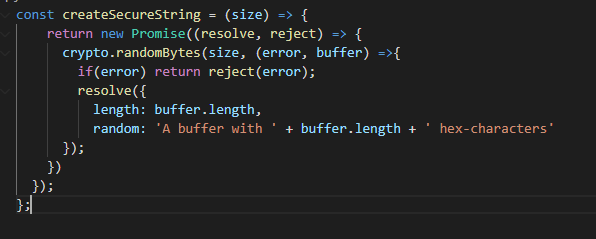 const createSecureString = (size) => {
return new Promise((resolve, reject) => {
crypto.randomBytes(size, (error, buffer) =>{
if(error) return reject(error);
resolve({
length: buffer.length,
random: 'A buffer with ' + buffer.length + ' hex-characters'
});
})
});
};